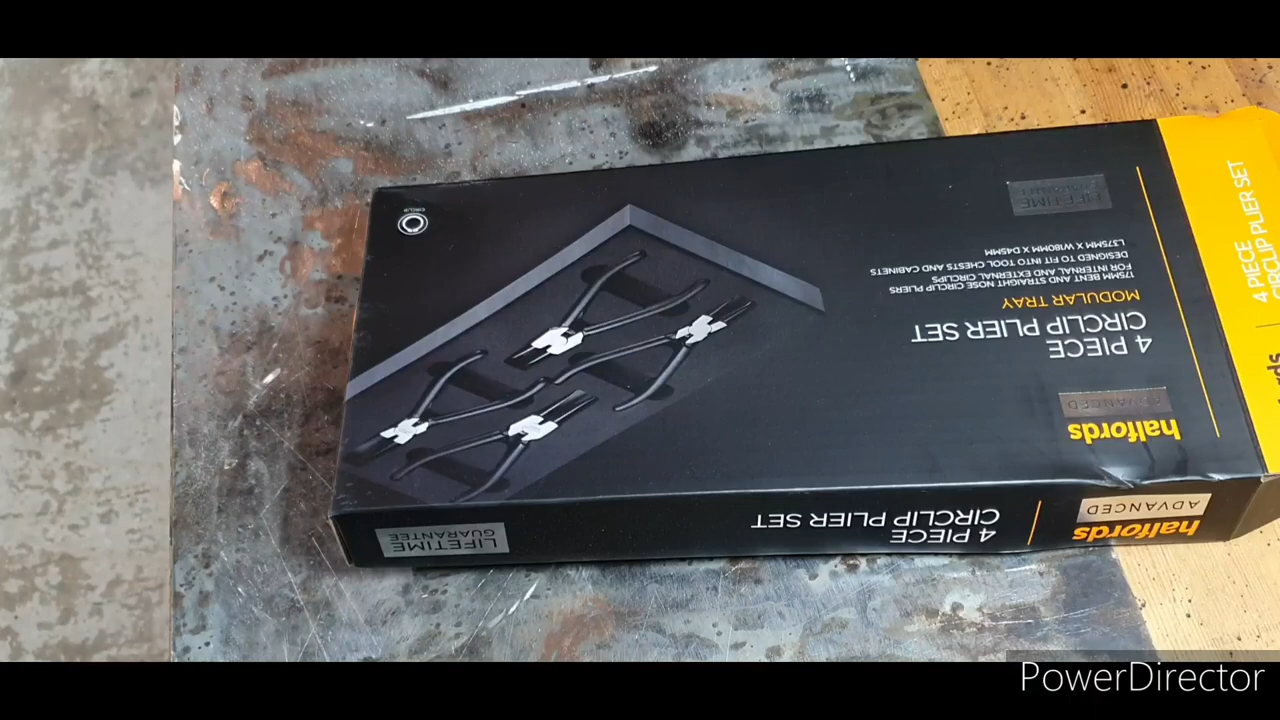 halfords
ADVANCED
4 PIECE
CIRCLIP PLIER SET
MODULAR TRAY
175MM BENT AND STRAIGHT NOSE CIRCLIP PLIERS
FOR INTERNAL AND EXTERNAL CIRCLIPS
DESIGNED TO FIT INTO TOOL CHESTS AND CABINETS
L375MM X W180MM X D45MM
LIFETIME
GUARANTEE
CIRCLIP
halfords
ADVANCED
4 PIECE
CIRCLIP PLIER SET
LIFETIME
GUARANTEE
4 PIECE
CIRCLIP PLIER SET
PowerDirector